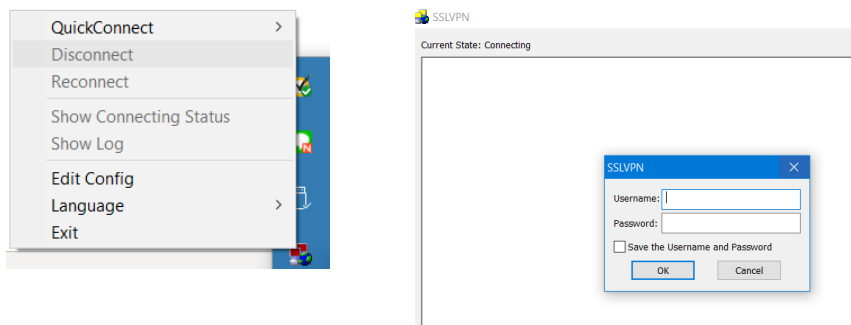 QuickConnect
Disconnect
Reconnect
Show Connecting Status
Show Log
Edit Config
Language
Exit
N
SSLVPN
Current State: Connecting
SSLVPN
Username:
Password:
Save the Username and Password
OK
Cancel